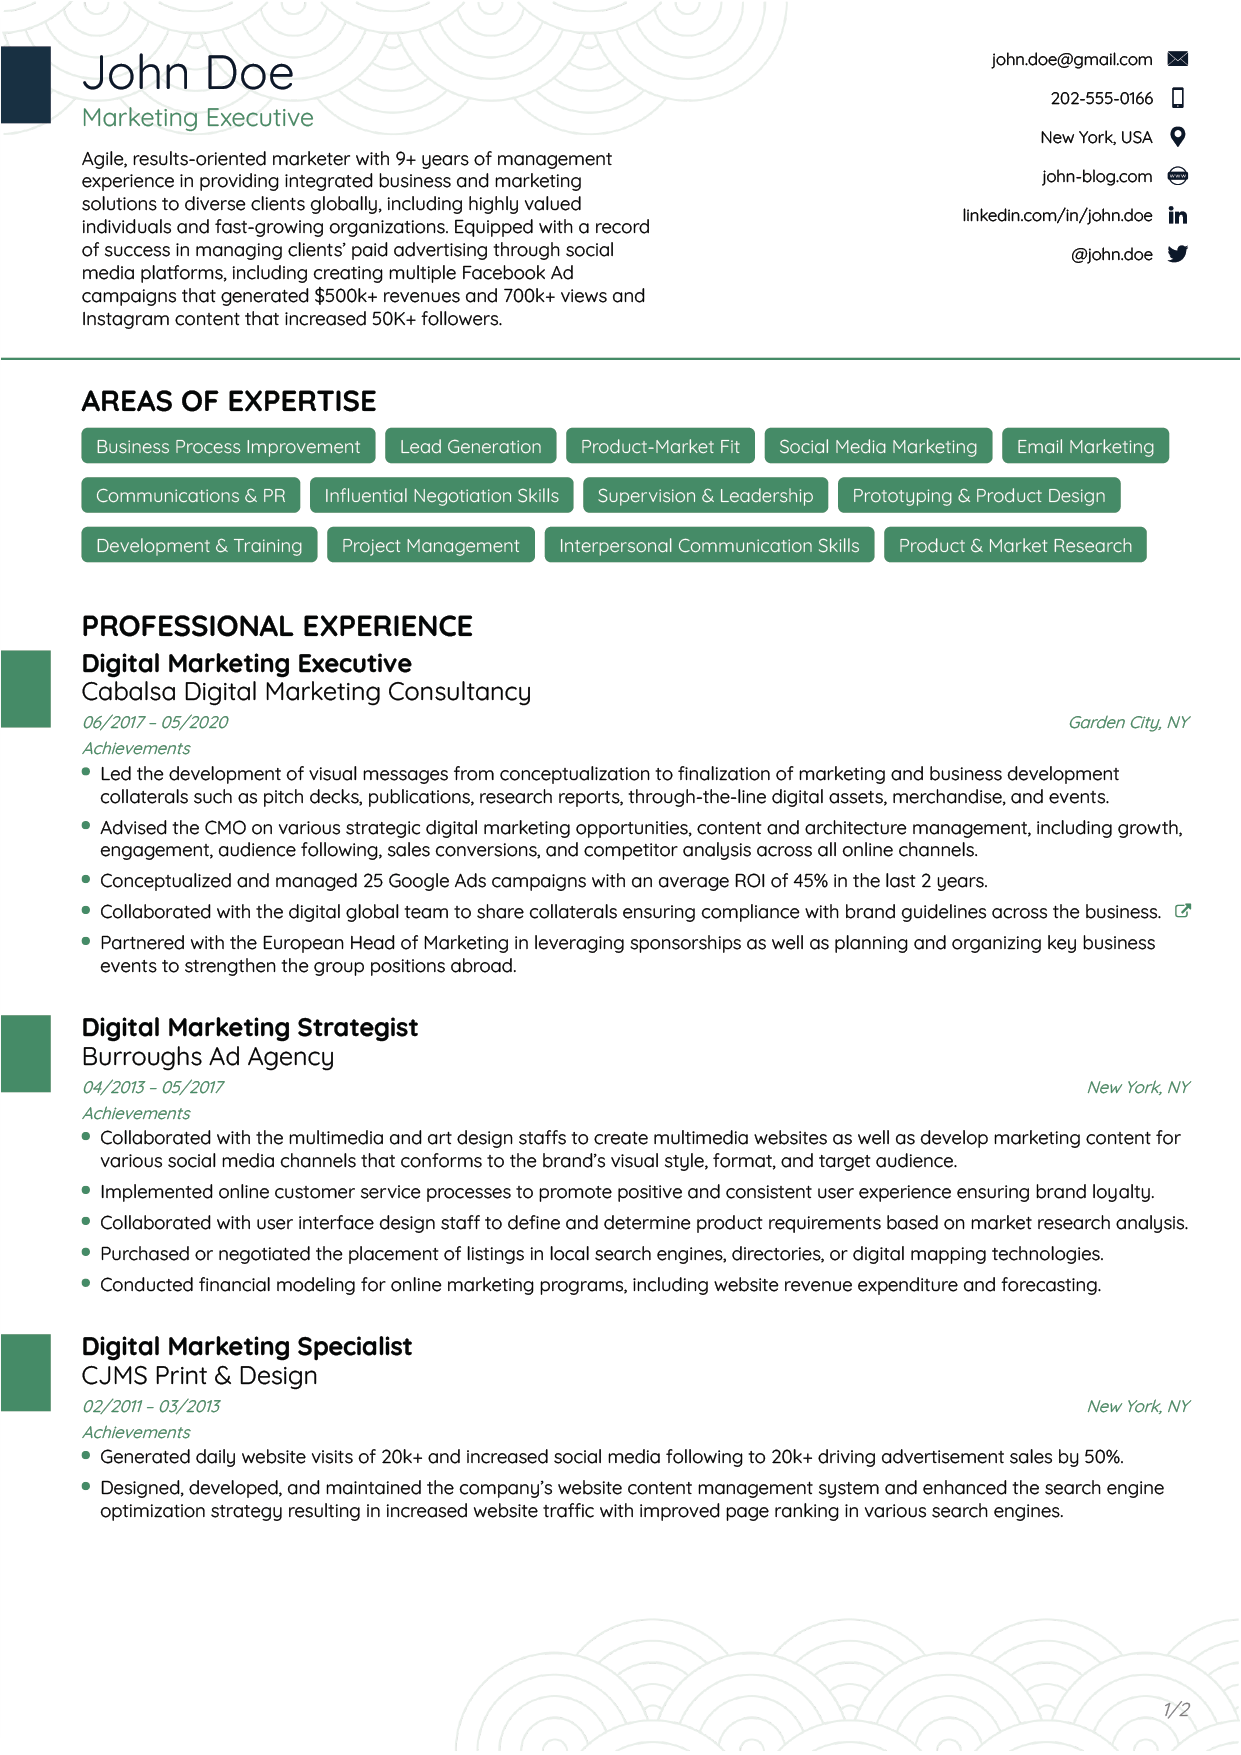 John Doe
Marketing Executive
Agile, results-oriented marketer with 9+ years of management
experience in providing integrated business and marketing
solutions to diverse clients globally, including highly valued
individuals and fast-growing organizations. Equipped with a record
of success in managing clients’ paid advertising through social
media platforms, including creating multiple Facebook Ad
campaigns that generated $500k+ revenues and 700k+ views and
Instagram content that increased 50K+ followers.
john.doe@gmail.com
202-555-0166
New York, USA
john-blog.com
linkedin.com/in/john.doe
@john.doe
AREAS OF EXPERTISE
Business Process Improvement Lead Generation Product-Market Fit Social Media Marketing Email Marketing
Communications & PR Influential Negotiation Skills Supervision & Leadership Prototyping & Product Design
Development & Training Project Management Interpersonal Communication Skills Product & Market Research
PROFESSIONAL EXPERIENCE
Digital Marketing Executive
Cabalsa Digital Marketing Consultancy
06/2017 – 05/2020 Garden City, NY
Achievements
Led the development of visual messages from conceptualization to finalization of marketing and business development
collaterals such as pitch decks, publications, research reports, through-the-line digital assets, merchandise, and events.
Advised the CMO on various strategic digital marketing opportunities, content and architecture management, including growth,
engagement, audience following, sales conversions, and competitor analysis across all online channels.
Conceptualized and managed 25 Google Ads campaigns with an average ROI of 45% in the last 2 years.
Collaborated with the digital global team to share collaterals ensuring compliance with brand guidelines across the business.
Partnered with the European Head of Marketing in leveraging sponsorships as well as planning and organizing key business
events to strengthen the group positions abroad.
Digital Marketing Strategist
Burroughs Ad Agency
04/2013 – 05/2017 New York, NY
Achievements
Collaborated with the multimedia and art design staffs to create multimedia websites as well as develop marketing content for
various social media channels that conforms to the brand’s visual style, format, and target audience.
Implemented online customer service processes to promote positive and consistent user experience ensuring brand loyalty.
Collaborated with user interface design staff to define and determine product requirements based on market research analysis.
Purchased or negotiated the placement of listings in local search engines, directories, or digital mapping technologies.
Conducted financial modeling for online marketing programs, including website revenue expenditure and forecasting.
Digital Marketing Specialist
CJMS Print & Design
02/2011 – 03/2013 New York, NY
Achievements
Generated daily website visits of 20k+ and increased social media following to 20k+ driving advertisement sales by 50%.
Designed, developed, and maintained the company’s website content management system and enhanced the search engine
optimization strategy resulting in increased website traffic with improved page ranking in various search engines.
1/2